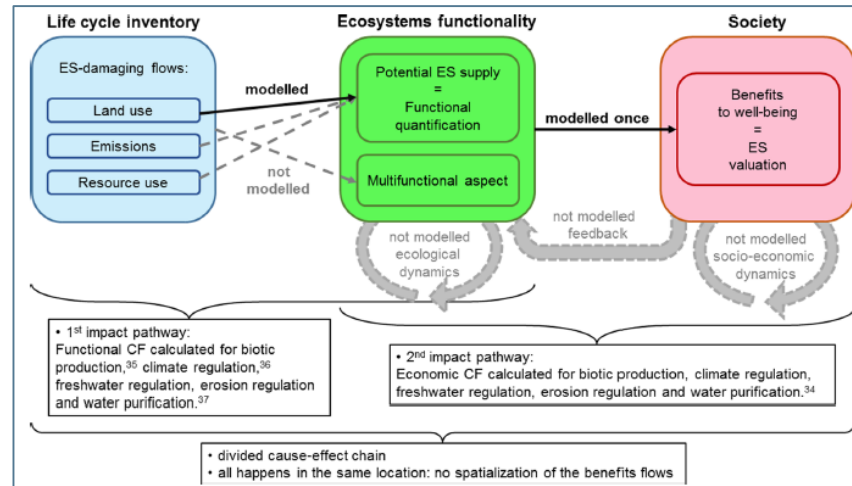 Life cycle inventory
Ecosystems functionality
Society
ES-damaging flows:
Land use
Emissions
Resource use
modelled
not
modelled
Potential ES supply
=
Functional
quantification
Multifunctional aspect
modelled once
Benefits
to well-being
=
ES
valuation
not modelled
ecological
dynamics
not modelled
feedback
not modelled
socio-economic
dynamics
• 1st impact pathway:
Functional CF calculated for biotic
production,35 climate regulation,36
freshwater regulation, erosion regulation
and water purification.37
• 2nd impact pathway:
Economic CF calculated for biotic production, climate regulation,
freshwater regulation, erosion regulation and water purification.34
• divided cause-effect chain
• all happens in the same location: no spatialization of the benefits flows